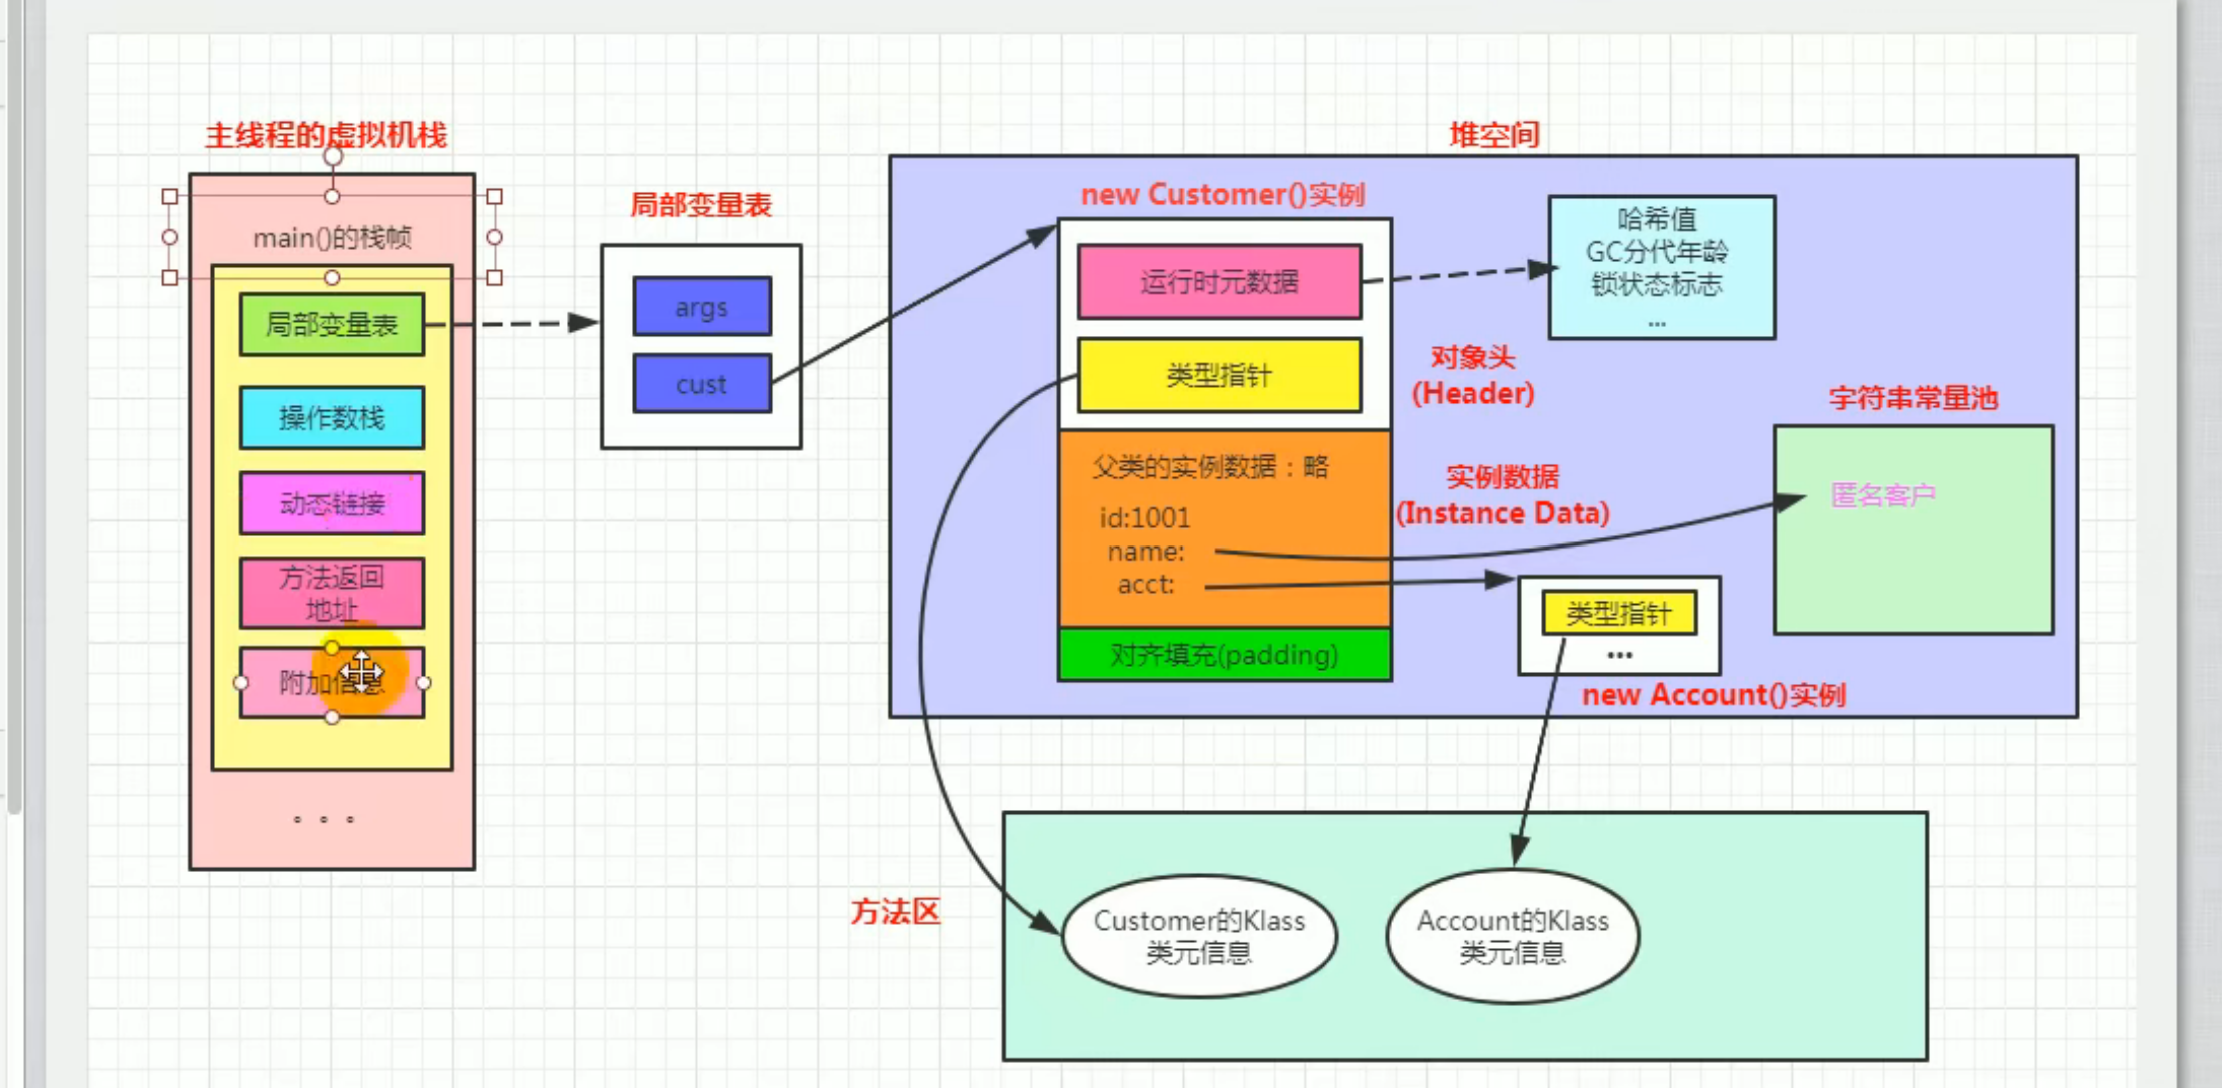 主线程的虚拟机栈
main()的栈帧
局部变量表
操作数栈
动态链接
方法返回
地址
附加信息
。。。
局部变量表
args
cust
堆空间
new Customer()实例
运行时元数据
类型指针
哈希值
GC分代年龄
锁状态标志
...
对象头
(Header)
父类的实例数据：略
id:1001
name:
acct:
对齐填充(padding)
实例数据
(Instance Data)
字符串常量池
匿名客户
类型指针
...
new Account()实例
方法区
Customer的Klass
类元信息
Account的Klass
类元信息